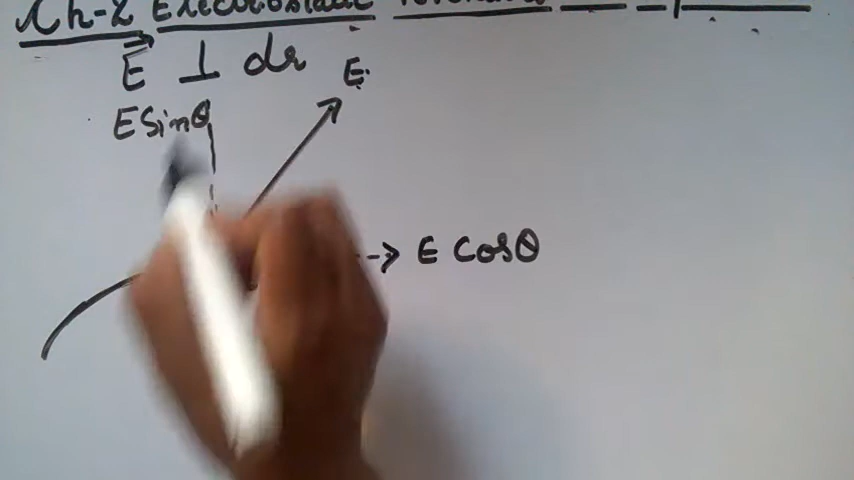 Ch-2 Electrostatic
E ⊥ dr E
E Sinθ
E Cosθ